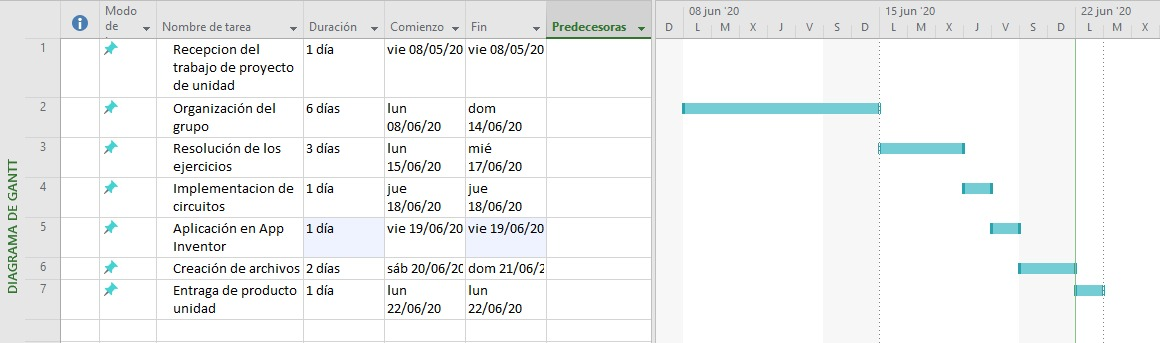 DIAGRAMA DE GANTT
Modo de Nombre de tarea Duración Comienzo Fin Predecesoras
08 jun '20 15 jun '20 22 jun '20
D L M X J V S D L M X J V S D L M X
1 Recepcion del trabajo de proyecto de unidad 1 día vie 08/05/20 vie 08/05/20
2 Organización del grupo 6 días lun 08/06/20 dom 14/06/20
3 Resolución de los ejercicios 3 días lun 15/06/20 mié 17/06/20
4 Implementacion de circuitos 1 día jue 18/06/20 jue 18/06/20
5 Aplicación en App Inventor 1 día vie 19/06/20 vie 19/06/20
6 Creación de archivos 2 días sáb 20/06/20 dom 21/06/2
7 Entraga de producto unidad 1 día lun 22/06/20 lun 22/06/20